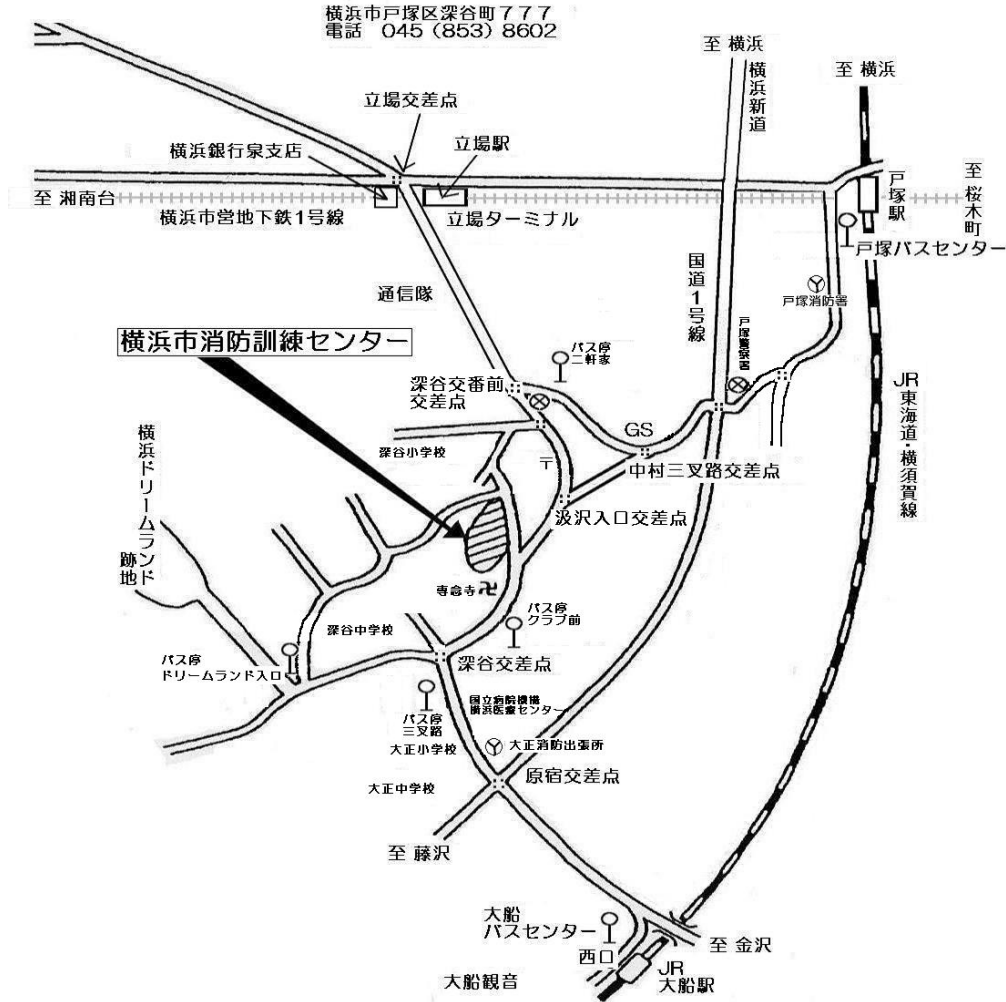 横浜市戸塚区深谷町777
電話 045(853)8602
至 横浜
横浜新道
至 横浜
立場交差点
横浜銀行泉支店
立場駅
至 湘南台
横浜市営地下鉄1号線
立場ターミナル
戸塚駅
至 桜木町
戸塚バスセンター
国道1号線
通信隊
戸塚消防署
横浜市消防訓練センター
バス停
二軒家
戸塚警察署
深谷交番前
交差点
GS
JR東海道・横須賀線
横浜ドリームランド
跡地
深谷小学校
〒
中村三叉路交差点
汲沢入口交差点
専念寺 卍
バス停
クラブ前
深谷中学校
バス停
ドリームランド入口
深谷交差点
国立病院機構
横浜医療センター
バス停
三叉路
大正小学校
大正消防出張所
大正中学校
原宿交差点
至 藤沢
大船
バスセンター
西口
至 金沢
JR
大船駅
大船観音